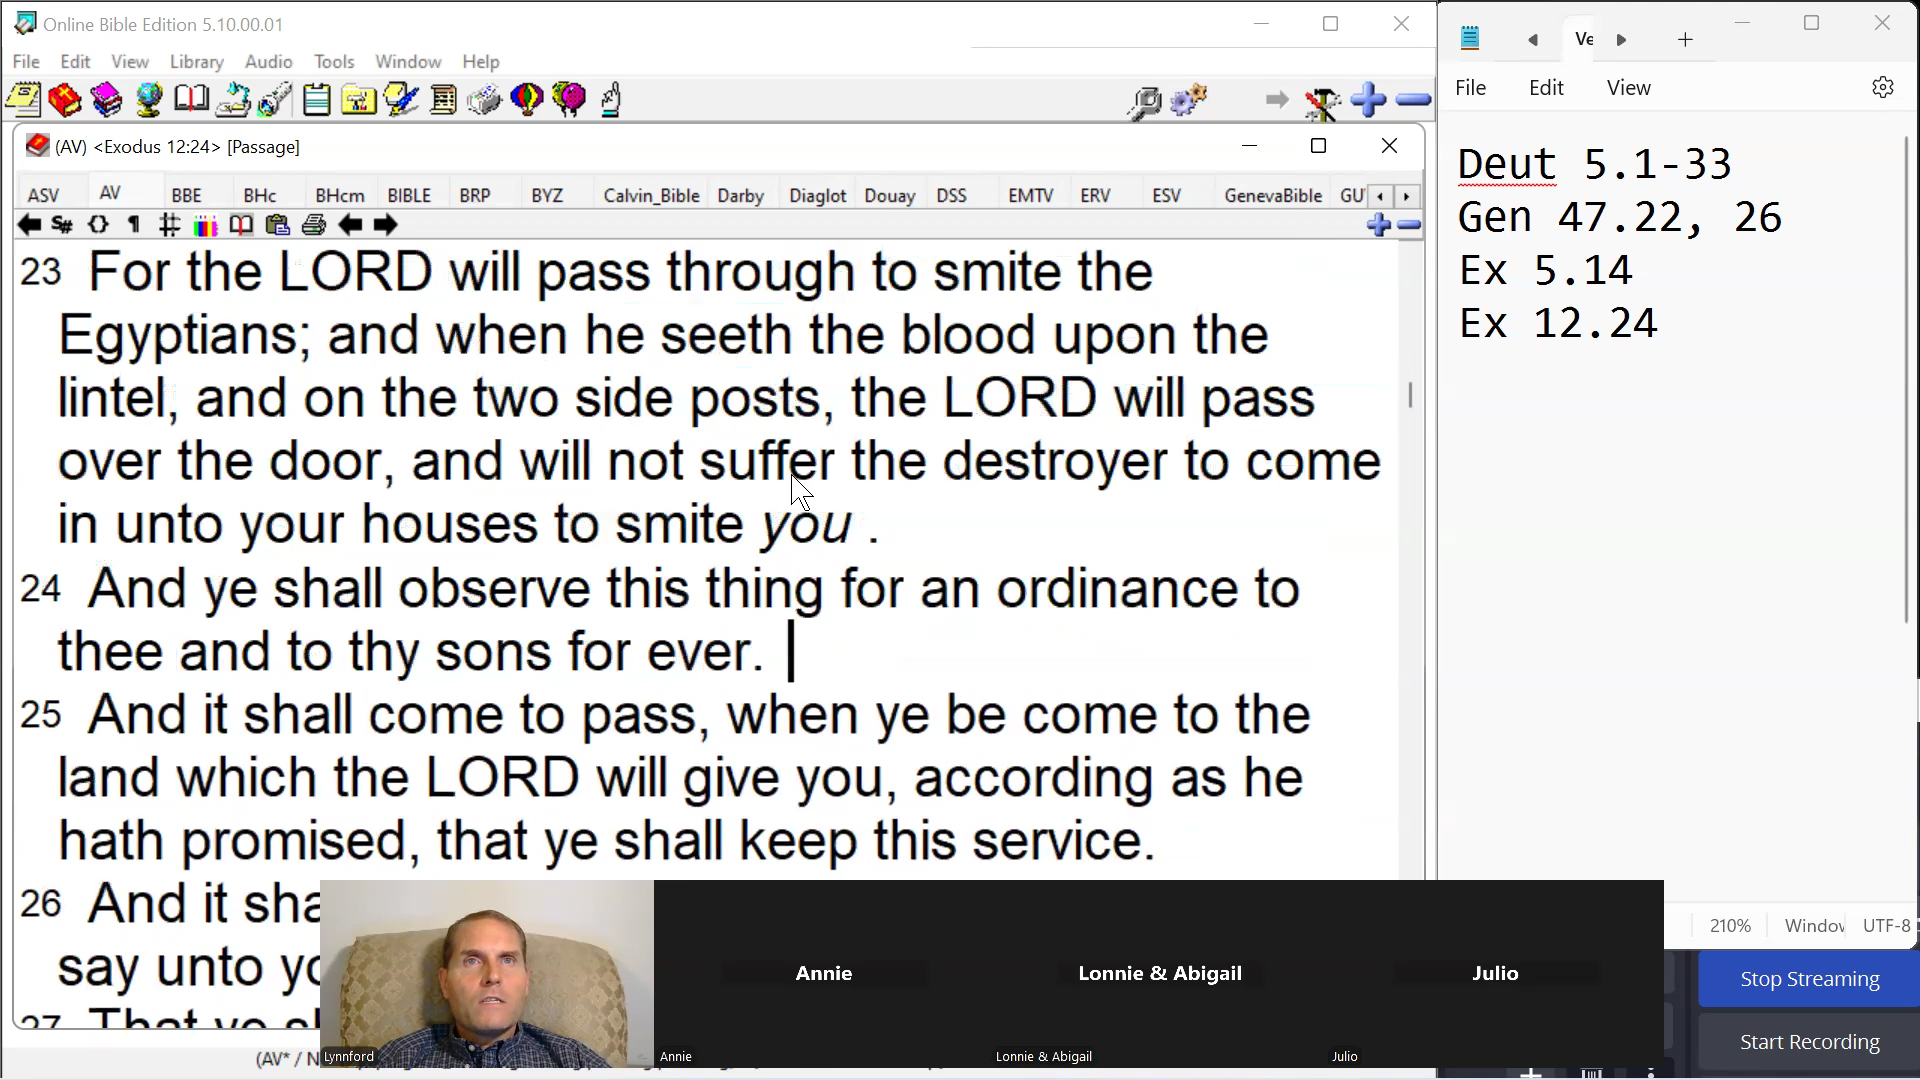 Online Bible Edition 5.10.00.01
File Edit View Library Audio Tools Window Help
(AV) <Exodus 12:24> [Passage]
ASV AV BBE BHc BHcm BIBLE BRP BYZ Calvin_Bible Darby Diaglot Douay DSS EMTV ERV ESV GenevaBible GU
S#
23 For the LORD will pass through to smite the
Egyptians; and when he seeth the blood upon the
lintel, and on the two side posts, the LORD will pass
over the door, and will not suffer the destroyer to come
in unto your houses to smite you .
24 And ye shall observe this thing for an ordinance to
thee and to thy sons for ever.
25 And it shall come to pass, when ye be come to the
land which the LORD will give you, according as he
hath promised, that ye shall keep this service.
26 And it sha
say unto yo
27 That ye s
(AV* / N
Ve
File Edit View
Deut 5.1-33
Gen 47.22, 26
Ex 5.14
Ex 12.24
210% Window UTF-8
Stop Streaming
Start Recording
Annie
Lonnie & Abigail
Julio
Lynnford
Annie
Lonnie & Abigail
Julio